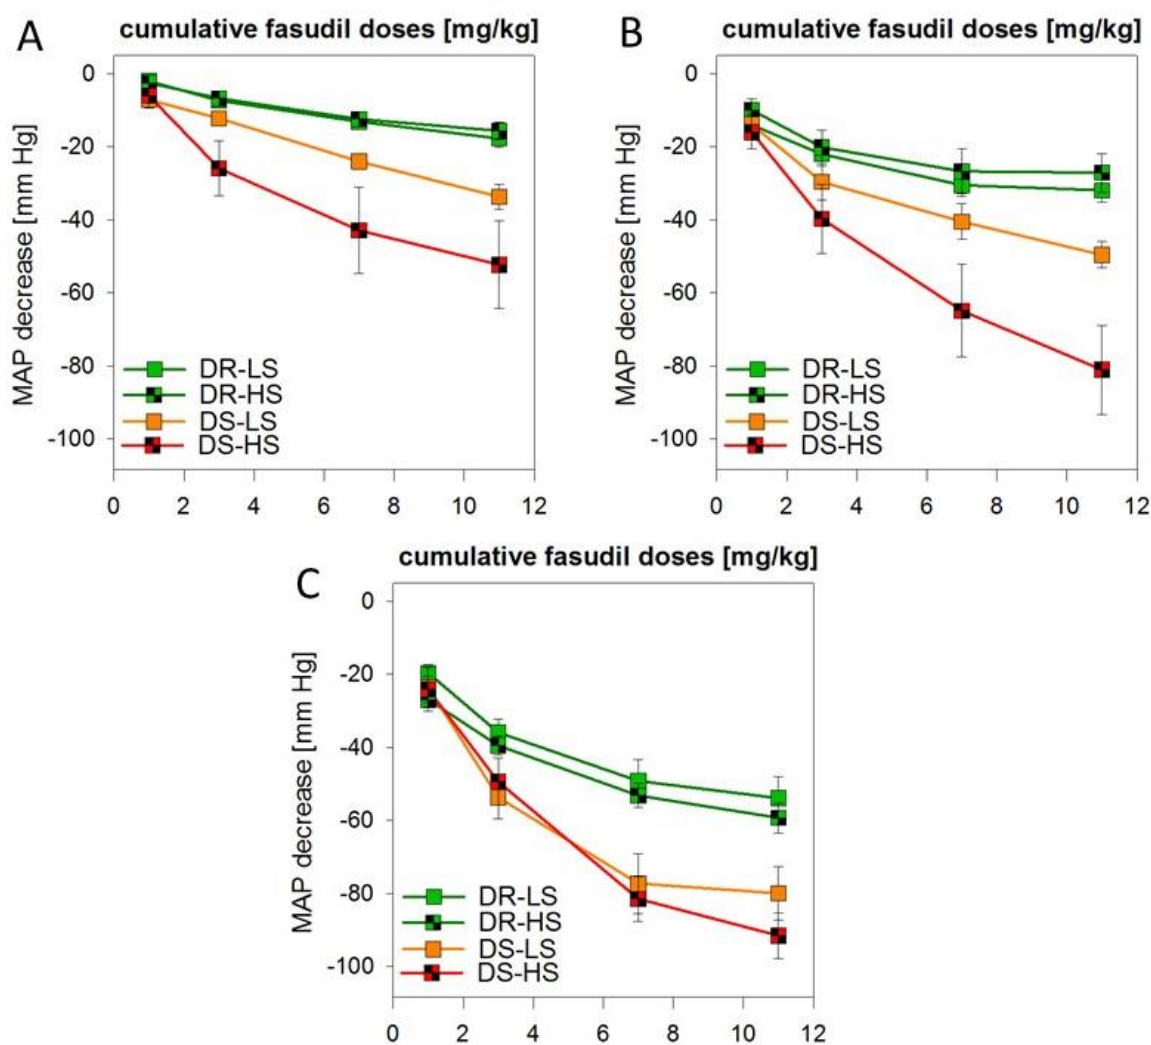 A
cumulative fasudil doses [mg/kg]
MAP decrease [mm Hg]
0
-20
-40
-60
-80
-100
DR-LS
DR-HS
DS-LS
DS-HS
0 2 4 6 8 10 12
B
cumulative fasudil doses [mg/kg]
MAP decrease [mm Hg]
0
-20
-40
-60
-80
-100
DR-LS
DR-HS
DS-LS
DS-HS
0 2 4 6 8 10 12
C
cumulative fasudil doses [mg/kg]
MAP decrease [mm Hg]
0
-20
-40
-60
-80
-100
DR-LS
DR-HS
DS-LS
DS-HS
0 2 4 6 8 10 12